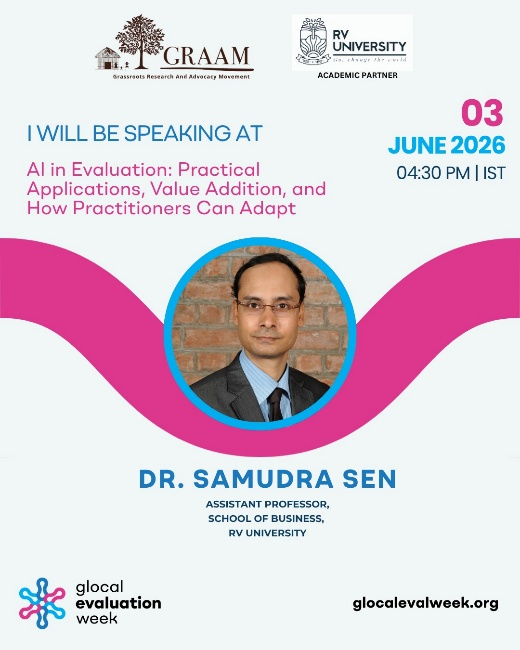 GRAAM
Grassroots Research And Advocacy Movement
RV
UNIVERSITY
Go, change the world
ACADEMIC PARTNER
03
JUNE 2026
04:30 PM | IST
I WILL BE SPEAKING AT
AI in Evaluation: Practical
Applications, Value Addition, and
How Practitioners Can Adapt
DR. SAMUDRA SEN
ASSISTANT PROFESSOR,
SCHOOL OF BUSINESS,
RV UNIVERSITY
glocal
evaluation
week
glocalevalweek.org